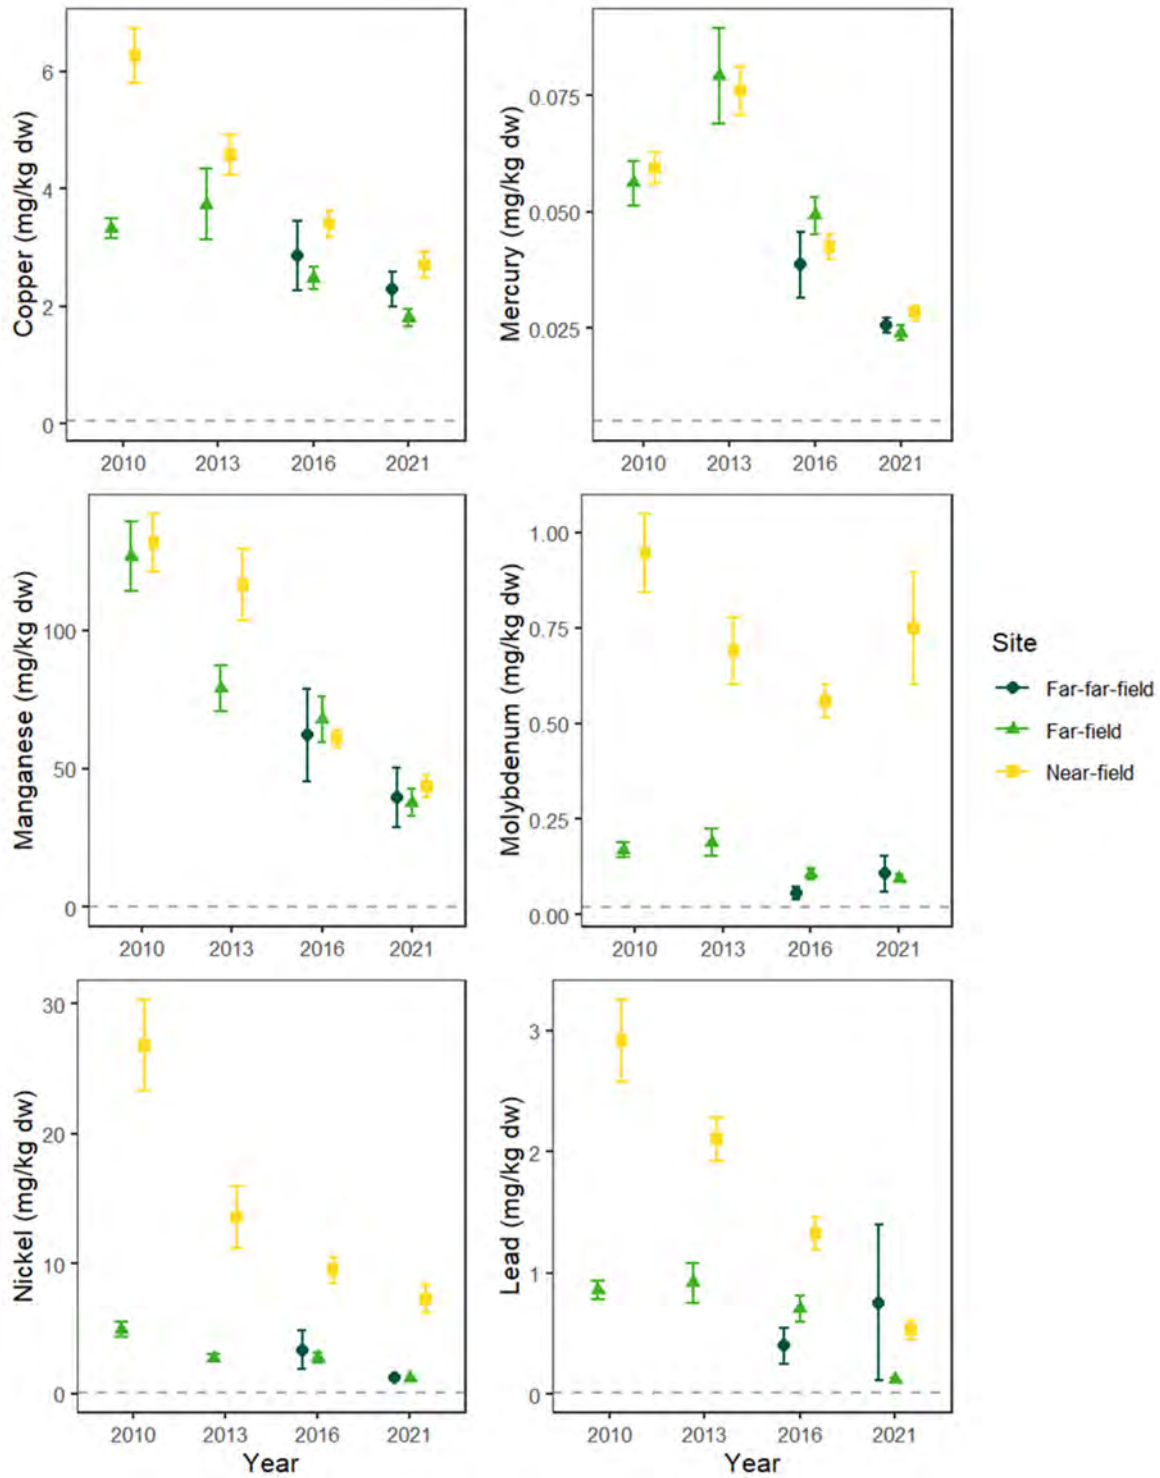 Copper (mg/kg dw)
6
4
2
0
2010 2013 2016 2021
Mercury (mg/kg dw)
0.075
0.050
0.025
2010 2013 2016 2021
Manganese (mg/kg dw)
100
50
0
2010 2013 2016 2021
Molybdenum (mg/kg dw)
1.00
0.75
0.50
0.25
0.00
2010 2013 2016 2021
Site
Far-far-field
Far-field
Near-field
Nickel (mg/kg dw)
30
20
10
0
2010 2013 2016 2021
Year
Lead (mg/kg dw)
3
2
1
0
2010 2013 2016 2021
Year